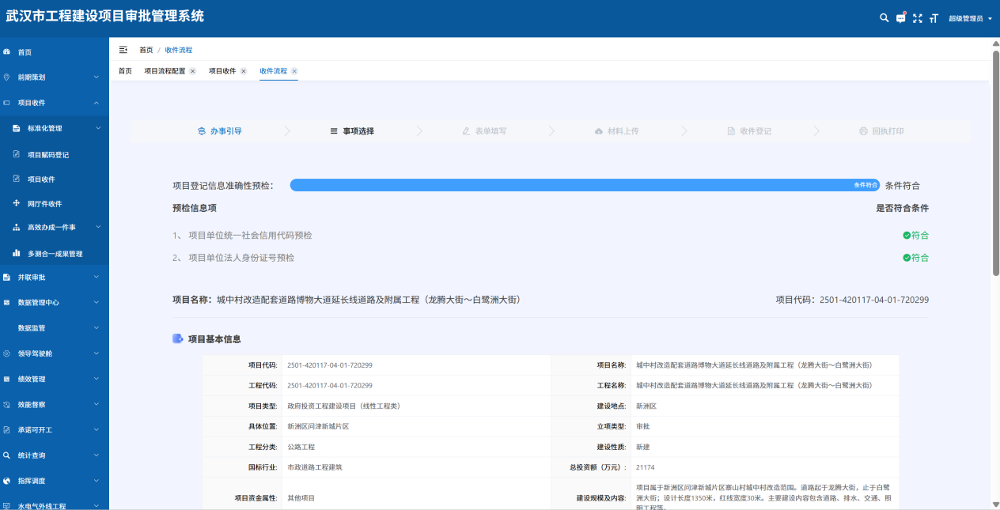 武汉市工程建设项目审批管理系统
超级管理员
首页
前期策划
项目收件
标准化管理
项目赋码登记
项目收件
网厅件收件
高效办成一件事
多测合一成果管理
并联审批
数据管理中心
数据监管
领导驾驶舱
绩效管理
效能督察
承诺可开工
统计查询
指挥调度
水电气外线工程
首页 / 收件流程
首页 项目流程配置 项目收件 收件流程
办事引导 事项选择 表单填写 材料上传 收件登记 回执打印
项目登记信息准确性预检： 条件符合 条件符合
预检信息项 是否符合条件
1、 项目单位统一社会信用代码预检 符合
2、 项目单位法人身份证号预检 符合
项目名称：城中村改造配套道路博物大道延长线道路及附属工程（龙腾大街～白鹭洲大街） 项目代码：2501-420117-04-01-720299
项目基本信息
项目代码: 2501-420117-04-01-720299 项目名称: 城中村改造配套道路博物大道延长线道路及附属工程（龙腾大街～白鹭洲大街）
工程代码: 2501-420117-04-01-720299 工程名称: 城中村改造配套道路博物大道延长线道路及附属工程（龙腾大街～白鹭洲大街）
项目类型: 政府投资工程建设项目（线性工程类） 建设地点: 新洲区
具体位置: 新洲区问津新城片区 立项类型: 审批
工程分类: 公路工程 建设性质: 新建
国标行业: 市政道路工程建筑 总投资额（万元）: 21174
项目资金属性: 其他项目 建设规模及内容: 项目属于新洲区问津新城片区寨山村城中村改造范围。道路起于龙腾大街，止于白鹭
洲大街；设计长度1350米，红线宽度30米。主要建设内容包含道路、排水、交通、照
明工程等。